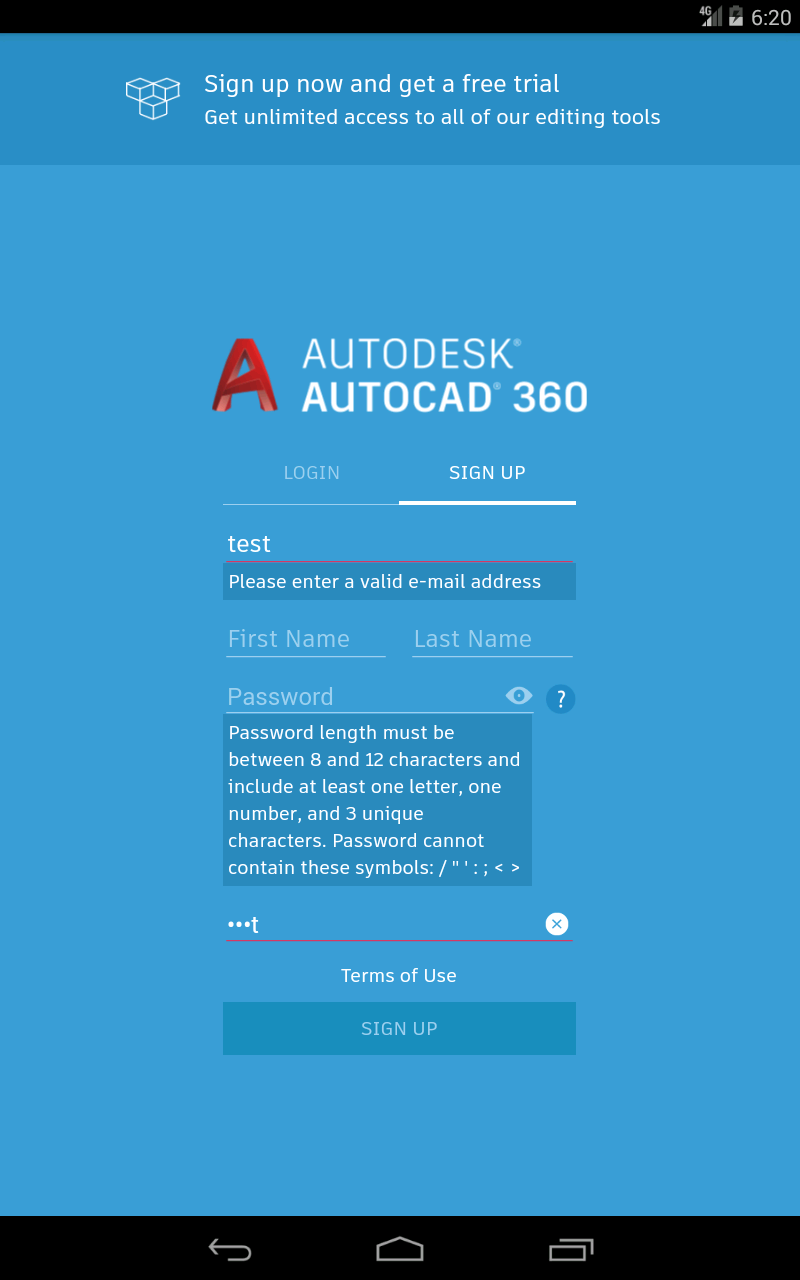 4G 6:20
Sign up now and get a free trial
Get unlimited access to all of our editing tools
AUTODESK®
AUTOCAD® 360
LOGIN SIGN UP
test
Please enter a valid e-mail address
First Name Last Name
Password ?
Password length must be
between 8 and 12 characters and
include at least one letter, one
number, and 3 unique
characters. Password cannot
contain these symbols: / " ' : ; < >
•••t
Terms of Use
SIGN UP